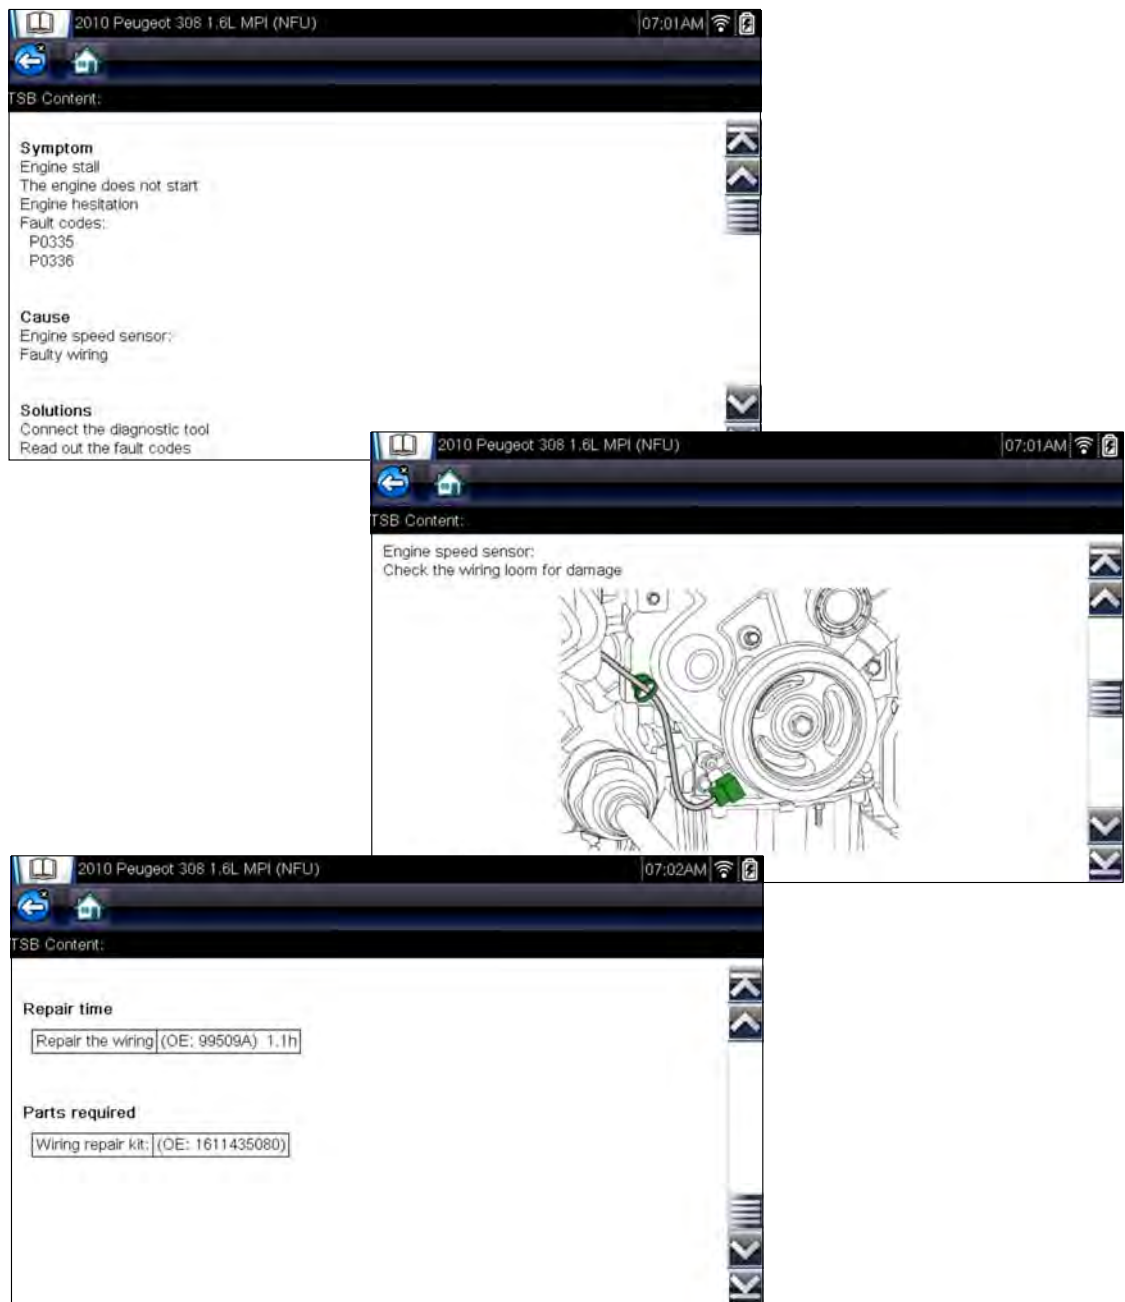 2010 Peugeot 308 1.6L MPI (NFU) 07:01AM
TSB Content:
Symptom
Engine stall
The engine does not start
Engine hesitation
Fault codes:
P0335
P0336
Cause
Engine speed sensor:
Faulty wiring
Solutions
Connect the diagnostic tool
Read out the fault codes
2010 Peugeot 308 1.6L MPI (NFU) 07:01AM
TSB Content:
Engine speed sensor:
Check the wiring loom for damage
2010 Peugeot 308 1.6L MPI (NFU) 07:02AM
TSB Content:
Repair time
Repair the wiring (OE: 99509A) 1.1h
Parts required
Wiring repair kit: (OE: 1611435080)